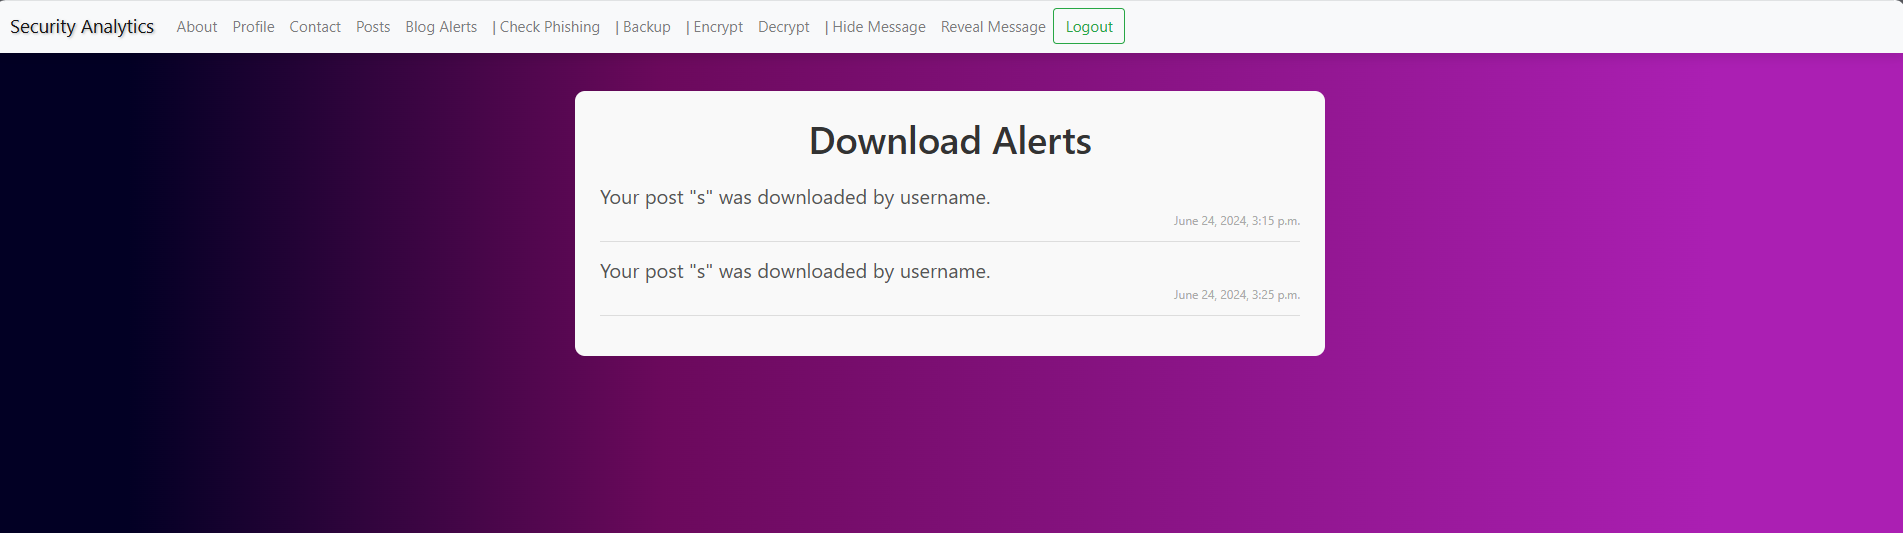 Security Analytics About Profile Contact Posts Blog Alerts | Check Phishing | Backup | Encrypt Decrypt | Hide Message Reveal Message Logout
Download Alerts
Your post "s" was downloaded by username.
June 24, 2024, 3:15 p.m.
Your post "s" was downloaded by username.
June 24, 2024, 3:25 p.m.